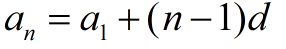 aₙ = a₁ + (n − 1)d